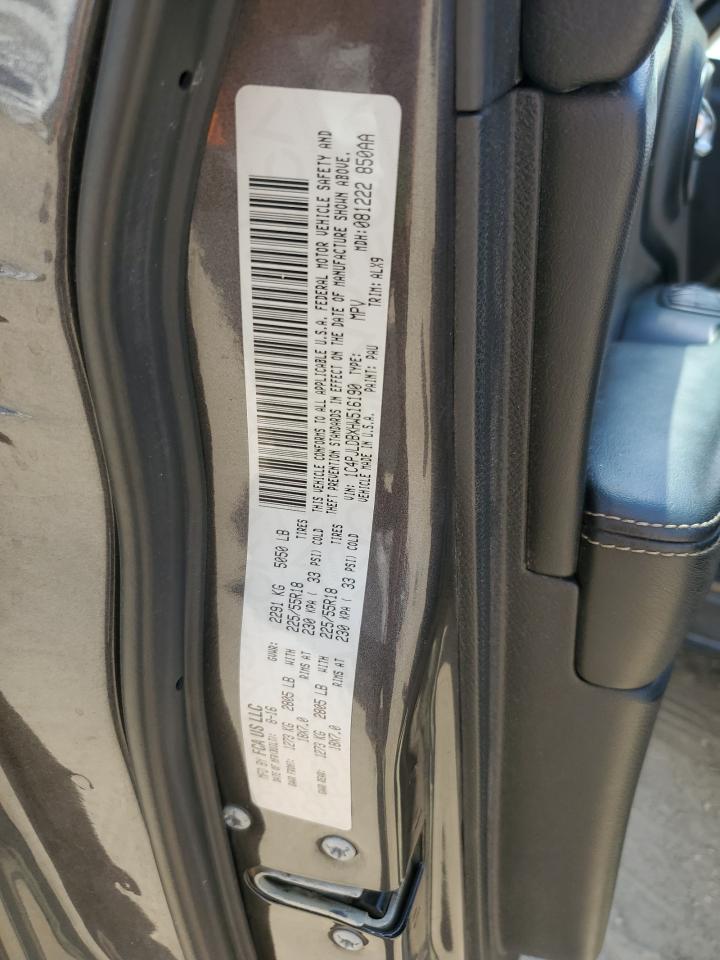 MFD BY FCA US LLC
DATE OF MFR(BUILT): 8-16 GVWR: 2291 KG 5050 LB
GAWR FRONT: 1273 KG 2805 LB WITH 225/55R18 TIRES
18X7.0 RIMS AT 230 KPA ( 33 PSI) COLD
GAWR REAR: 1273 KG 2805 LB WITH 225/55R18 TIRES
18X7.0 RIMS AT 230 KPA ( 33 PSI) COLD
THIS VEHICLE CONFORMS TO ALL APPLICABLE U.S.A. FEDERAL MOTOR VEHICLE SAFETY AND
THEFT PREVENTION STANDARDS IN EFFECT ON THE DATE OF MANUFACTURE SHOWN ABOVE.
VIN: 1C4PJLDBXHW516190 TYPE: MPV MDH:081222 850AA
VEHICLE MADE IN U.S.A. PAINT: PAU TRIM: ALX9